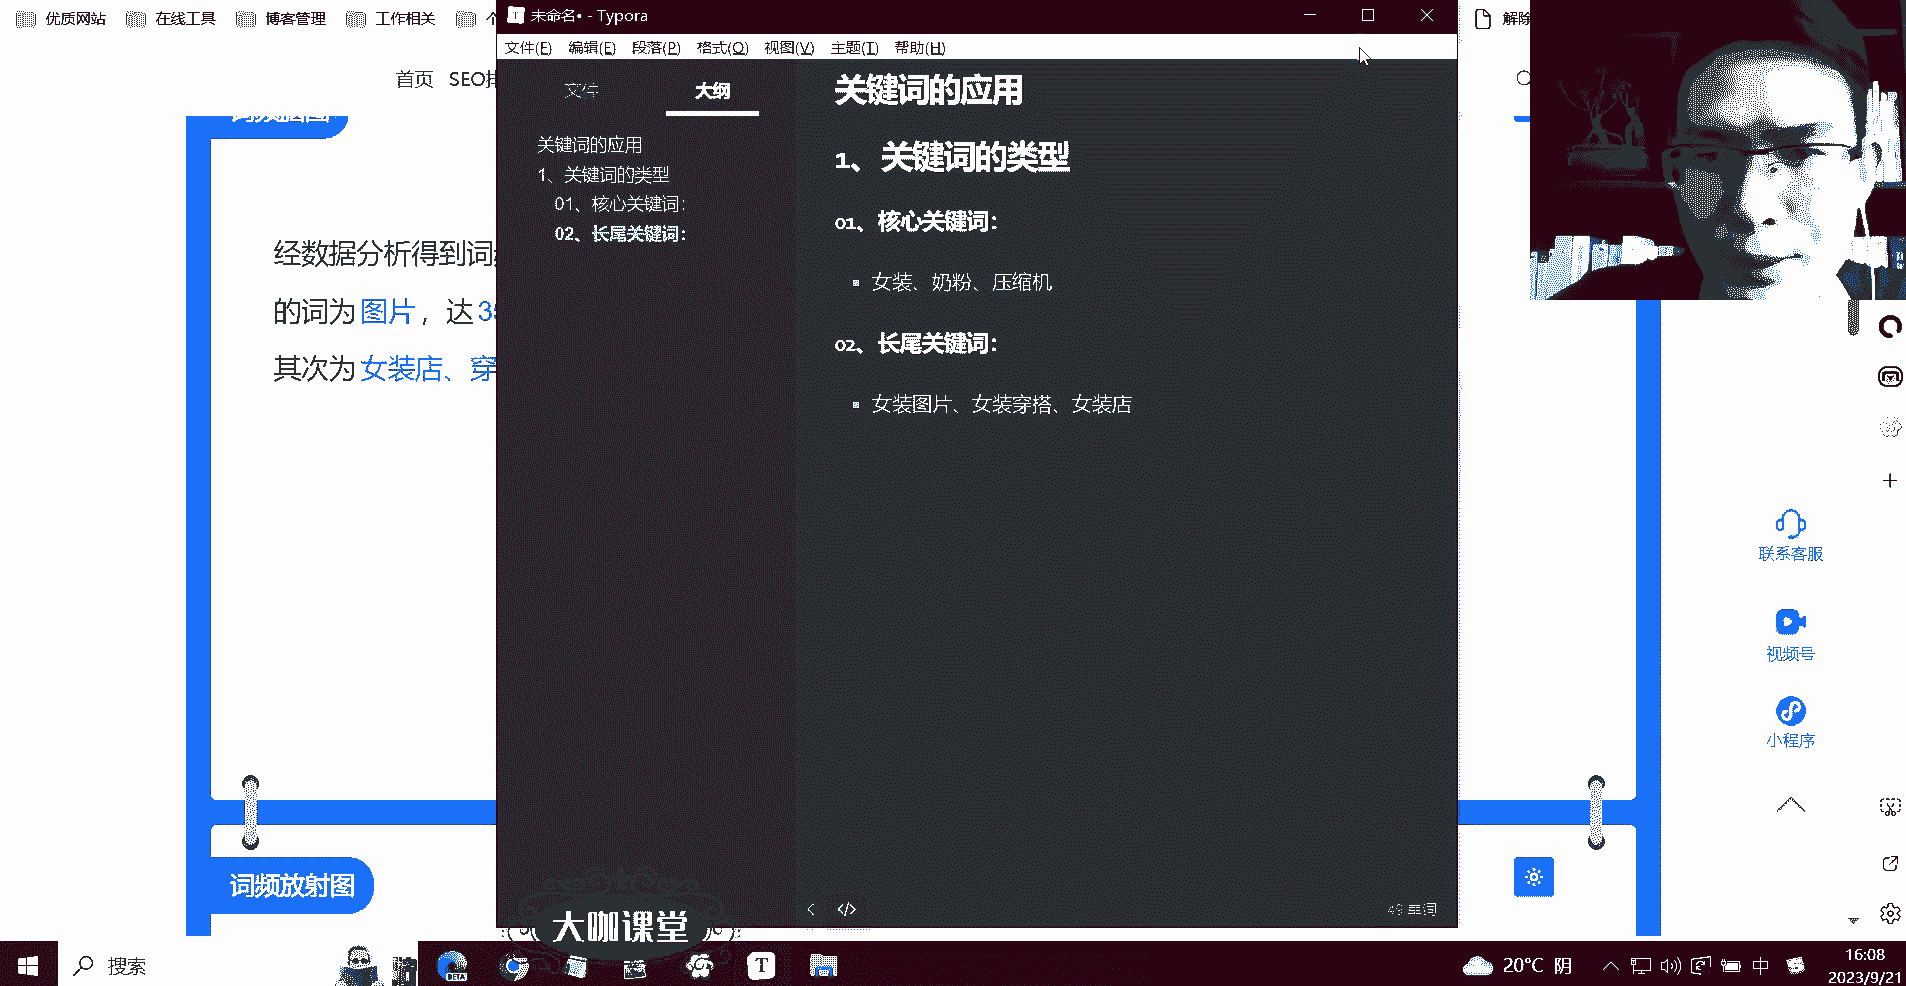 优质网站
在线工具
博客管理
工作相关
未命名• - Typora
解除
文件(F) 编辑(E) 段落(P) 格式(O) 视图(V) 主题(T) 帮助(H)
首页 SEO
文件 大纲
关键词的应用
1、关键词的类型
01、核心关键词：
02、长尾关键词：
关键词的应用
1、关键词的类型
01、核心关键词：
女装、奶粉、压缩机
02、长尾关键词：
女装图片、女装穿搭、女装店
经数据分析得到词
的词为 图片， 达 3
其次为 女装店、穿
联系客服
视频号
小程序
词频放射图
</>
大咖课堂
搜索
BETA
T
20°C 阴
中
16:08
2023/9/21